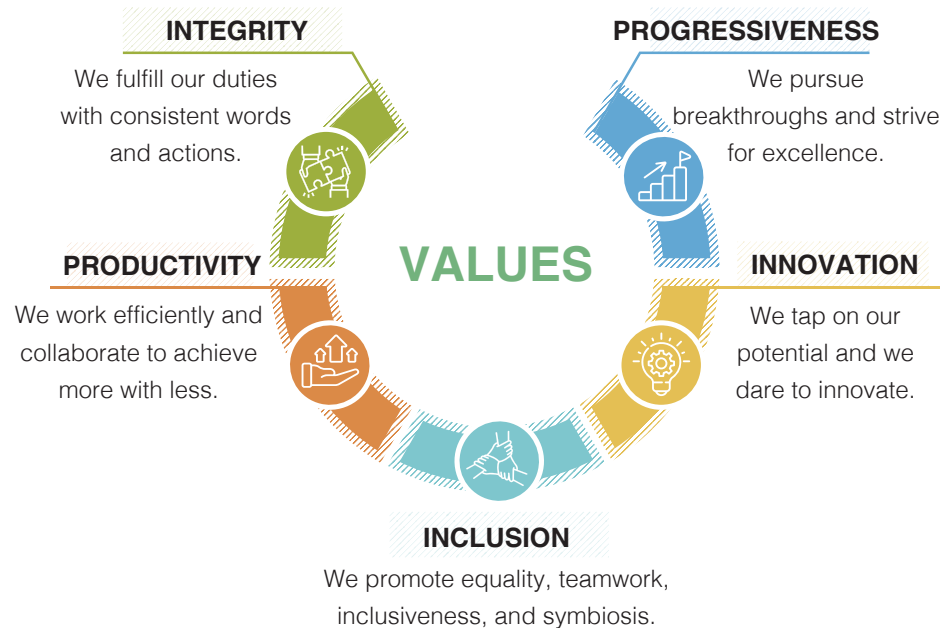 INTEGRITY
We fulfill our duties
with consistent words
and actions.
PROGRESSIVENESS
We pursue
breakthroughs and strive
for excellence.
VALUES
PRODUCTIVITY
We work efficiently and
collaborate to achieve
more with less.
INNOVATION
We tap on our
potential and we
dare to innovate.
INCLUSION
We promote equality, teamwork,
inclusiveness, and symbiosis.